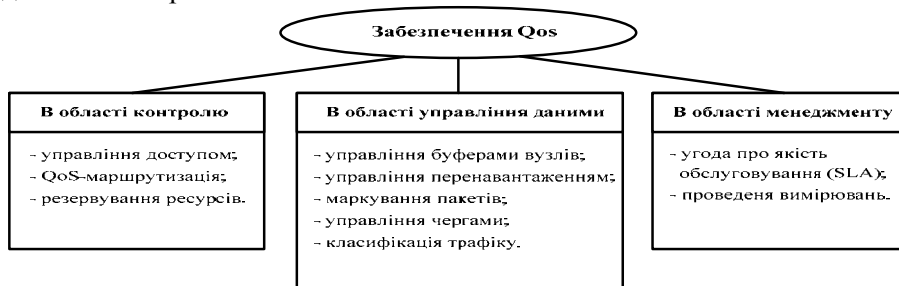 Забезпечення Qos
В області контролю
- управління доступом;
- QoS-маршрутизація;
- резервування ресурсів.
В області управління даними
- управління буферами вузлів;
- управління перенавантаженням;
- маркування пакетів;
- управління чергами;
- класифікація трафіку.
В області менеджменту
- угода про якість
обслуговування (SLA);
- проведеня вимірювань.